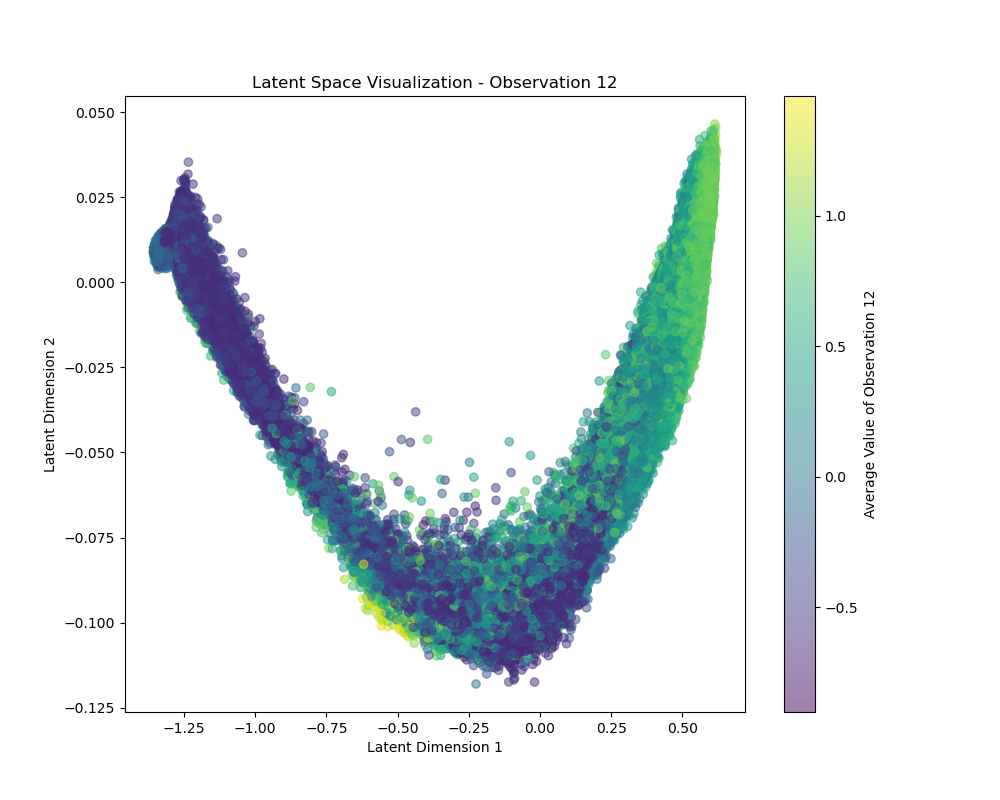 Latent Space Visualization - Observation 12
0.050
0.025
0.000
−0.025
−0.050
−0.075
−0.100
−0.125
Latent Dimension 2
−1.25 −1.00 −0.75 −0.50 −0.25 0.00 0.25 0.50
Latent Dimension 1
1.0
0.5
0.0
−0.5
Average Value of Observation 12